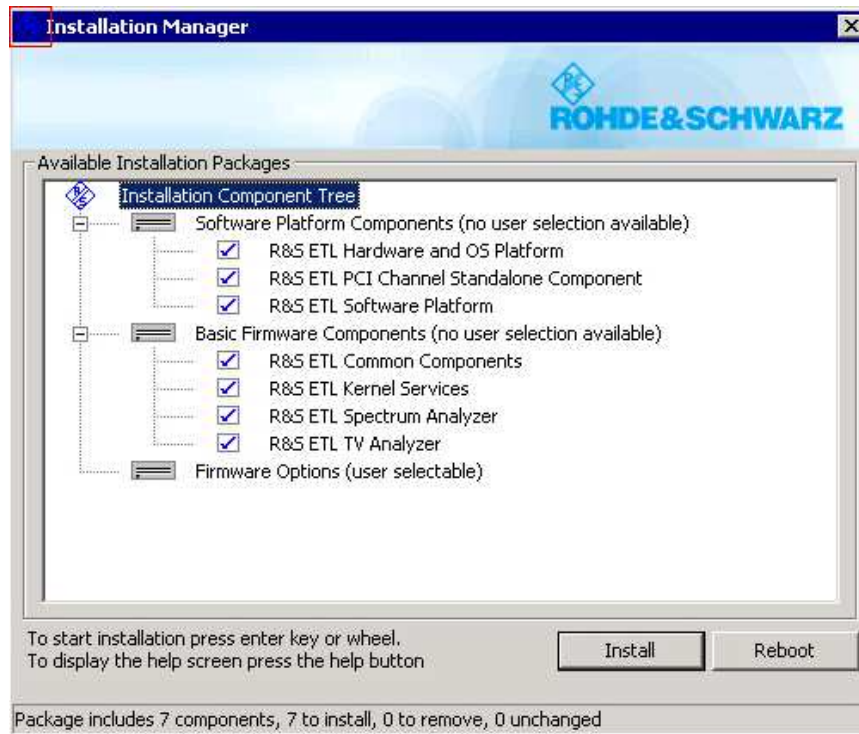 Installation Manager
ROHDE&SCHWARZ
Available Installation Packages
Installation Component Tree
Software Platform Components (no user selection available)
R&S ETL Hardware and OS Platform
R&S ETL PCI Channel Standalone Component
R&S ETL Software Platform
Basic Firmware Components (no user selection available)
R&S ETL Common Components
R&S ETL Kernel Services
R&S ETL Spectrum Analyzer
R&S ETL TV Analyzer
Firmware Options (user selectable)
To start installation press enter key or wheel.
To display the help screen press the help button
Install
Reboot
Package includes 7 components, 7 to install, 0 to remove, 0 unchanged